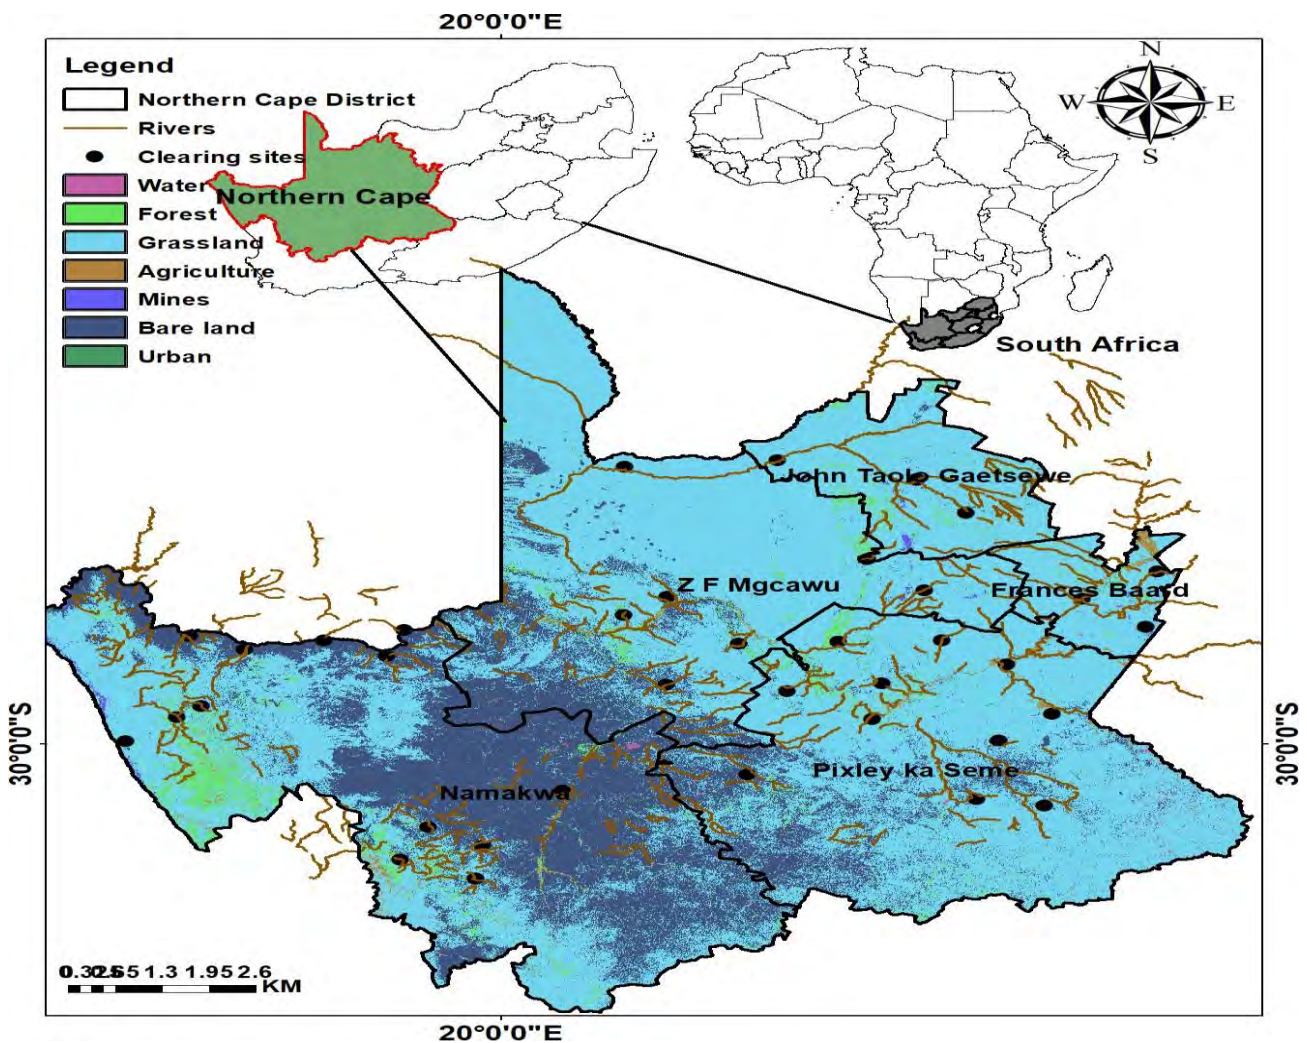 20°0'0"E
Legend
Northern Cape District
Rivers
Clearing sites
Water
Forest
Grassland
Agriculture
Mines
Bare land
Urban
Northern Cape
N
W E
S
South Africa
John Taolo Gaetsewe
Z F Mgcawu
Frances Baard
Pixley ka Seme
Namakwa
30°0'0"S
30°0'0"S
1.3 1.95 2.6
KM
20°0'0"E